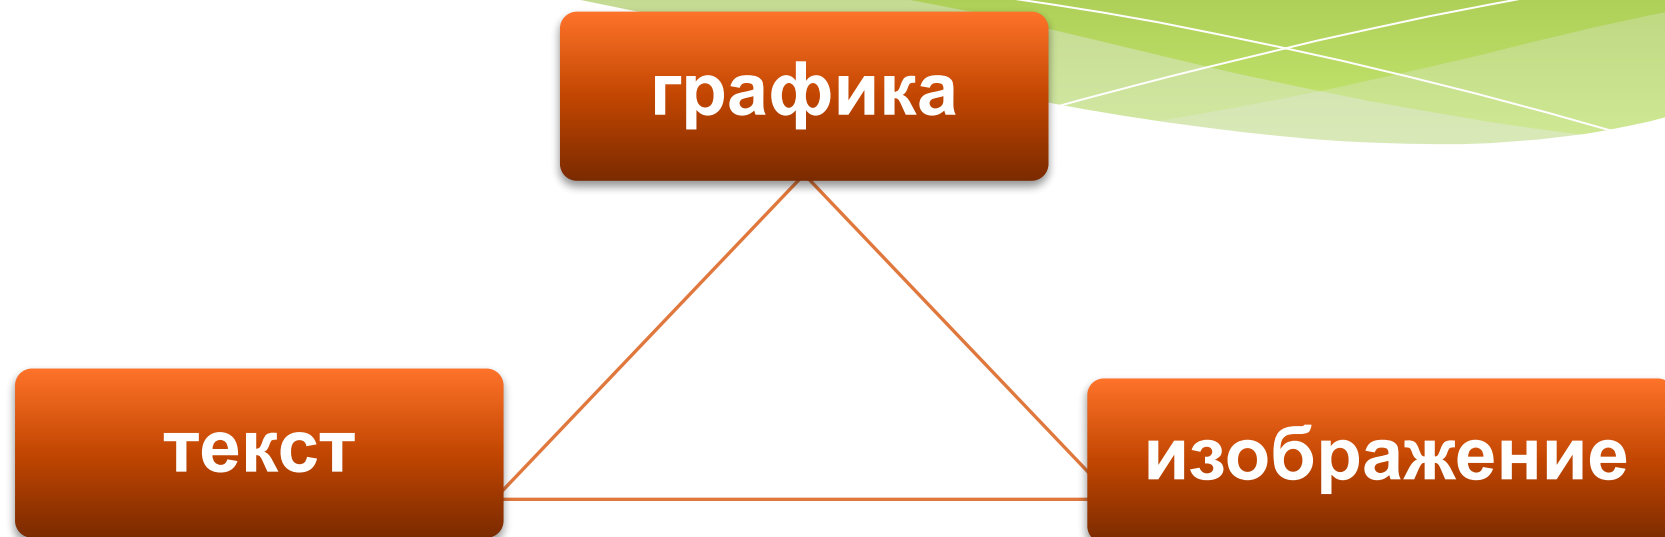 графика
текст
изображение